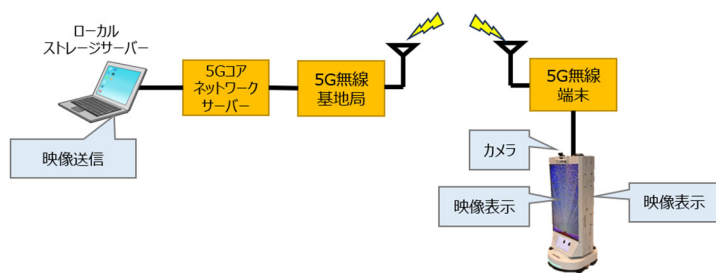 ローカル
ストレージサーバー
5Gコア
ネットワーク
サーバー
5G無線
基地局
5G無線
端末
映像送信
カメラ
映像表示
映像表示